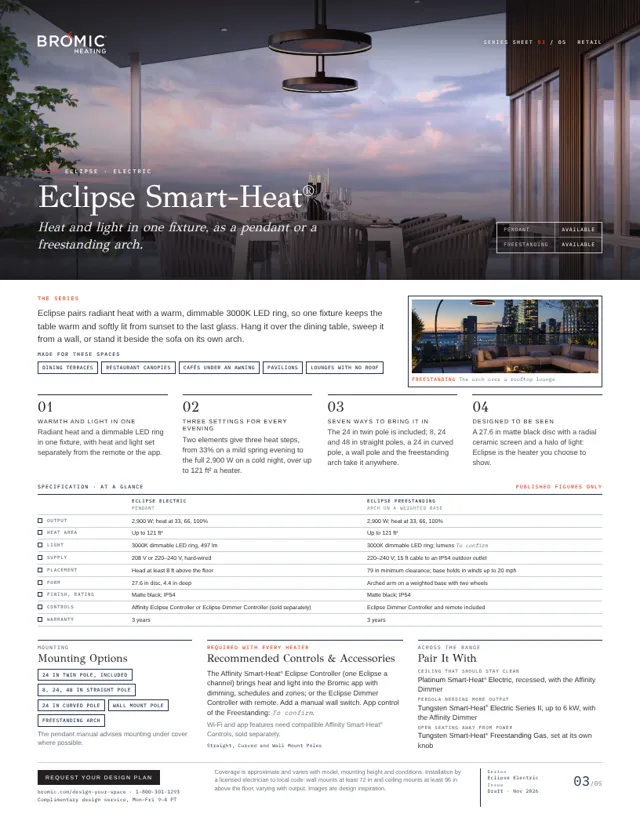 BROMIC
HEATING
SERIES SHEET 03 / 05 RETAIL
ECLIPSE · ELECTRIC
Eclipse Smart-Heat®
Heat and light in one fixture, as a pendant or a
freestanding arch.
PENDANT AVAILABLE
FREESTANDING AVAILABLE
THE SERIES
Eclipse pairs radiant heat with a warm, dimmable 3000K LED ring, so one fixture keeps the
table warm and softly lit from sunset to the last glass. Hang it over the dining table, sweep it
from a wall, or stand it beside the sofa on its own arch.
MADE FOR THESE SPACES
DINING TERRACES RESTAURANT CANOPIES CAFÉS UNDER AN AWNING PAVILIONS LOUNGES WITH NO ROOF
FREESTANDING The arch over a rooftop lounge
01
WARMTH AND LIGHT IN ONE
Radiant heat and a dimmable LED ring
in one fixture, with heat and light set
separately from the remote or the app.
02
THREE SETTINGS FOR EVERY
EVENING
Two elements give three heat steps,
from 33% on a mild spring evening to
the full 2,900 W on a cold night, over up
to 121 ft² a heater.
03
SEVEN WAYS TO BRING IT IN
The 24 in twin pole is included; 8, 24
and 48 in straight poles, a 24 in curved
pole, a wall pole and the freestanding
arch take it anywhere.
04
DESIGNED TO BE SEEN
A 27.6 in matte black disc with a radial
ceramic screen and a halo of light:
Eclipse is the heater you choose to
show.
SPECIFICATION · AT A GLANCE
PUBLISHED FIGURES ONLY
ECLIPSE ELECTRIC ECLIPSE FREESTANDING
PENDANT ARCH ON A WEIGHTED BASE
OUTPUT 2,900 W; heat at 33, 66, 100% 2,900 W; heat at 33, 66, 100%
HEAT AREA Up to 121 ft² Up to 121 ft²
LIGHT 3000K dimmable LED ring, 497 lm 3000K dimmable LED ring; lumens To confirm
SUPPLY 208 V or 220–240 V, hard-wired 220–240 V; 15 ft cable to an IP54 outdoor outlet
PLACEMENT Head at least 8 ft above the floor 79 in minimum clearance; base holds in winds up to 20 mph
FORM 27.6 in disc, 4.4 in deep Arched arm on a weighted base with two wheels
FINISH, RATING Matte black; IP54 Matte black; IP54
CONTROLS Affinity Eclipse Controller or Eclipse Dimmer Controller (sold separately) Eclipse Dimmer Controller and remote included
WARRANTY 3 years 3 years
MOUNTING
Mounting Options
24 IN TWIN POLE, INCLUDED
8, 24, 48 IN STRAIGHT POLE
24 IN CURVED POLE WALL MOUNT POLE
FREESTANDING ARCH
The pendant manual advises mounting under cover
where possible.
REQUIRED WITH EVERY HEATER
Recommended Controls & Accessories
The Affinity Smart-Heat® Eclipse Controller (one Eclipse a
channel) brings heat and light into the Bromic app with
dimming, schedules and zones; or the Eclipse Dimmer
Controller with remote. Add a manual wall switch. App control
of the Freestanding: To confirm.
Wi-Fi and app features need compatible Affinity Smart-Heat®
Controls, sold separately.
Straight, Curved and Wall Mount Poles
ACROSS THE RANGE
Pair It With
CEILING THAT SHOULD STAY CLEAR
Platinum Smart-Heat® Electric, recessed, with the Affinity
Dimmer
PERGOLA NEEDING MORE OUTPUT
Tungsten Smart-Heat® Electric Series II, up to 6 kW, with
the Affinity Dimmer
OPEN SEATING AWAY FROM POWER
Tungsten Smart-Heat® Freestanding Gas, set at its own
knob
REQUEST YOUR DESIGN PLAN
bromic.com/design-your-space · 1-800-301-1293
Complimentary design service, Mon–Fri 9–4 PT
Coverage is approximate and varies with model, mounting height and conditions. Installation by
a licensed electrician to local code: wall mounts at least 72 in and ceiling mounts at least 96 in
above the floor, varying with output. Images are design inspiration.
Series
Eclipse Electric
Issue
Draft · Nov 2026
03/05